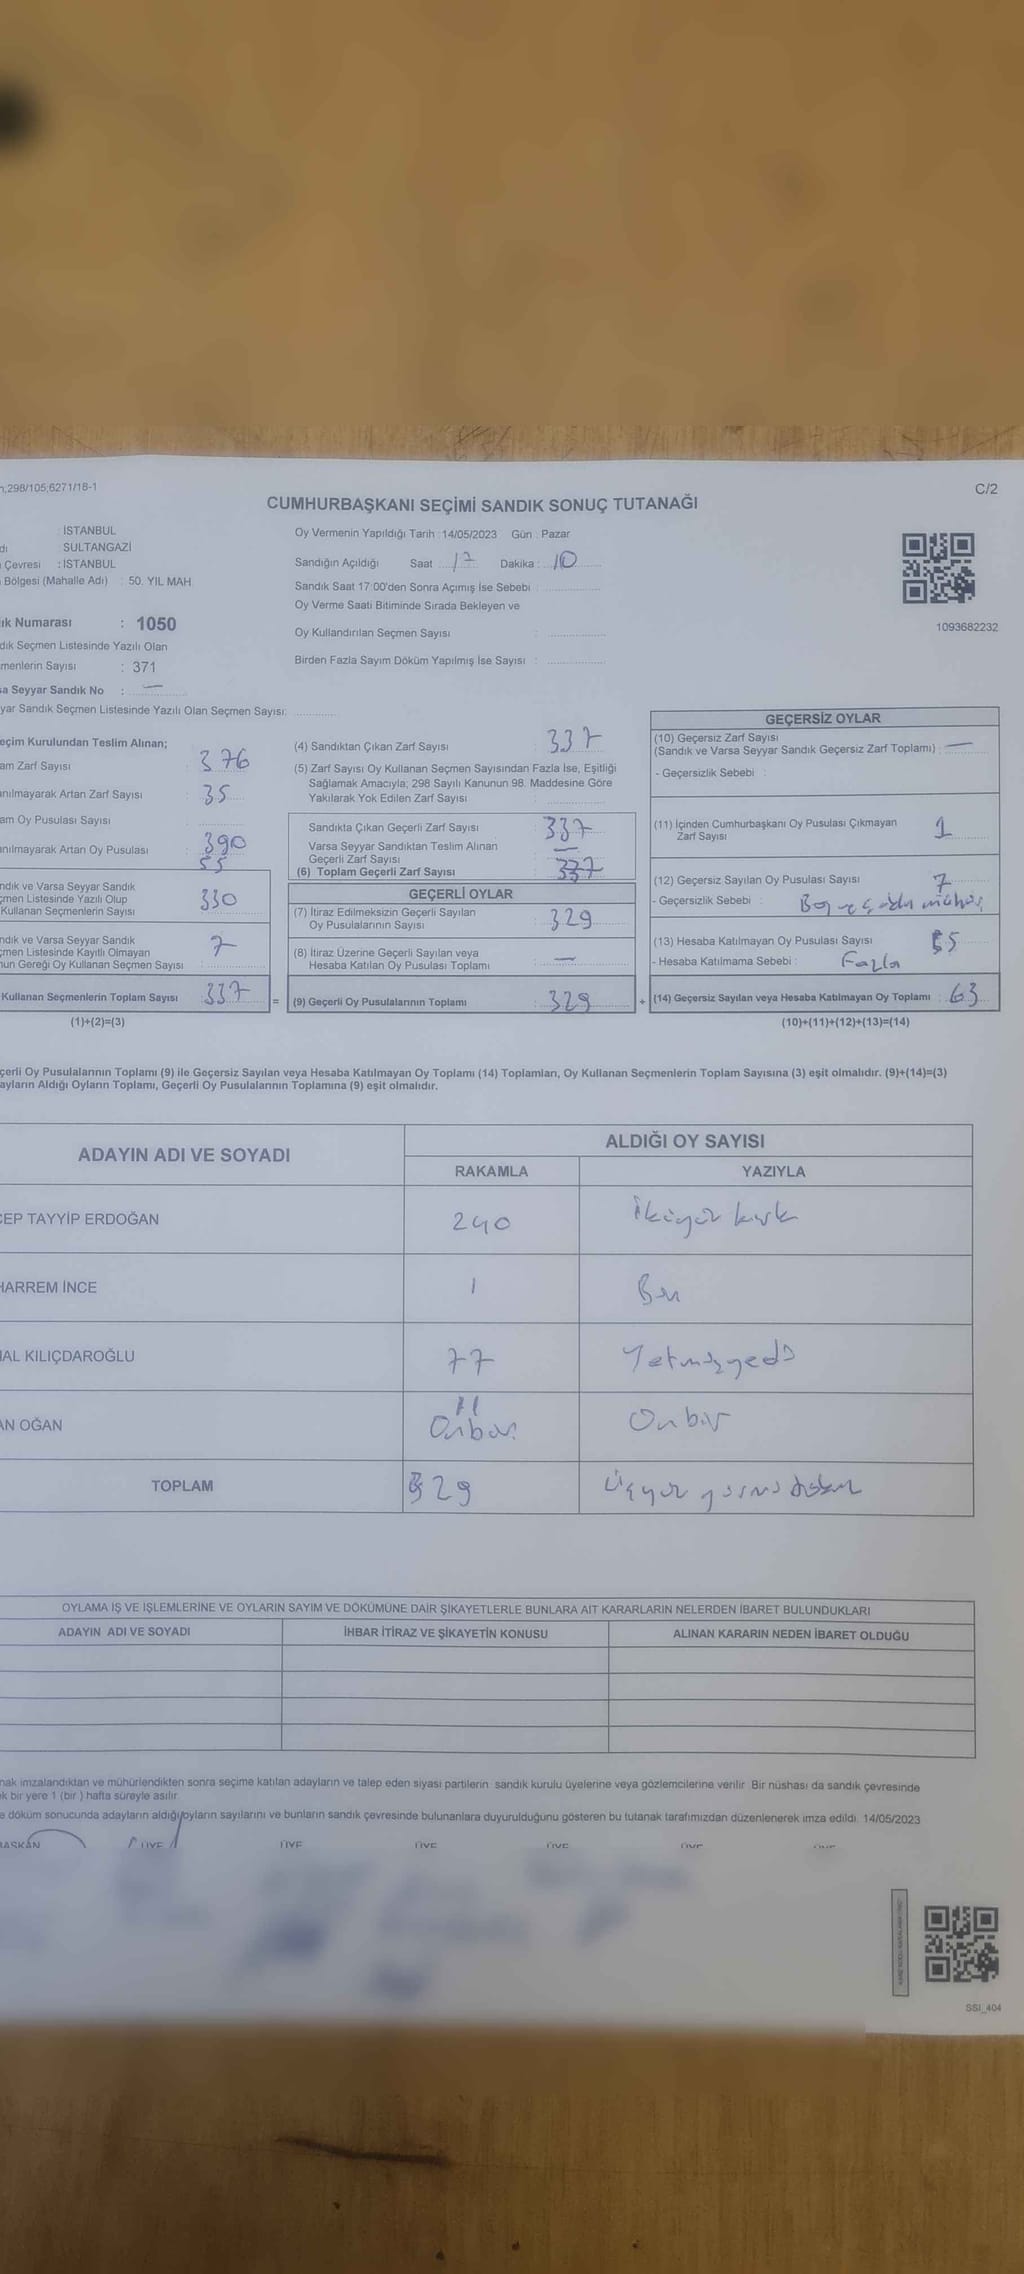 298/105;6271/18-1
C/2
CUMHURBAŞKANI SEÇİMİ SANDIK SONUÇ TUTANAĞI
: İSTANBUL
SULTANGAZİ
Çevresi : İSTANBUL
Bölgesi (Mahalle Adı) : 50. YIL MAH.
Numarası : 1050
Seçmen Listesinde Yazılı Olan
Sayısı : 371
Seyyar Sandık No : —
Sandık Seçmen Listesinde Yazılı Olan Seçmen Sayısı:
Oy Vermenin Yapıldığı Tarih : 14/05/2023 Gün : Pazar
Sandığın Açıldığı Saat : 17 Dakika : 10
Sandık Saat 17:00'den Sonra Açımış İse Sebebi :
Oy Verme Saati Bitiminde Sırada Bekleyen ve
Oy Kullandırılan Seçmen Sayısı :
Birden Fazla Sayım Döküm Yapılmış İse Sayısı :
1093682232
Kurulundan Teslim Alınan;
Zarf Sayısı : 376
Artan Zarf Sayısı : 35
Oy Pusulası Sayısı : 390
Artan Oy Pusulası : 55
ve Varsa Seyyar Sandık
Listesinde Yazılı Olup
Kullanan Seçmenlerin Sayısı 330
ve Varsa Seyyar Sandık
Listesinde Kayıtlı Olmayan
Gereği Oy Kullanan Seçmen Sayısı 7
Kullanan Seçmenlerin Toplam Sayısı 337 =
(1)+(2)=(3)
(4) Sandıktan Çıkan Zarf Sayısı : 337
(5) Zarf Sayısı Oy Kullanan Seçmen Sayısından Fazla İse, Eşitliği
Sağlamak Amacıyla, 298 Sayılı Kanunun 98. Maddesine Göre
Yakılarak Yok Edilen Zarf Sayısı :
Sandıkta Çıkan Geçerli Zarf Sayısı : 337
Varsa Seyyar Sandıktan Teslim Alınan
Geçerli Zarf Sayısı : —
(6) Toplam Geçerli Zarf Sayısı : 337
GEÇERLİ OYLAR
(7) İtiraz Edilmeksizin Geçerli Sayılan
Oy Pusulalarının Sayısı : 329
(8) İtiraz Üzerine Geçerli Sayılan veya
Hesaba Katılan Oy Pusulası Toplamı : —
(9) Geçerli Oy Pusulalarının Toplamı : 329 +
GEÇERSİZ OYLAR
(10) Geçersiz Zarf Sayısı
(Sandık ve Varsa Seyyar Sandık Geçersiz Zarf Toplamı) : —
- Geçersizlik Sebebi :
(11) İçinden Cumhurbaşkanı Oy Pusulası Çıkmayan
Zarf Sayısı : 1
(12) Geçersiz Sayılan Oy Pusulası Sayısı : 7
- Geçersizlik Sebebi : Boş ve mühür
(13) Hesaba Katılmayan Oy Pusulası Sayısı : 55
- Hesaba Katılmama Sebebi : Fazla
(14) Geçersiz Sayılan veya Hesaba Katılmayan Oy Toplamı : 63
(10)+(11)+(12)+(13)=(14)
Oy Pusulalarının Toplamı (9) ile Geçersiz Sayılan veya Hesaba Katılmayan Oy Toplamı (14) Toplamları, Oy Kullanan Seçmenlerin Toplam Sayısına (3) eşit olmalıdır. (9)+(14)=(3)
Aldığı Oyların Toplamı, Geçerli Oy Pusulalarının Toplamına (9) eşit olmalıdır.
ADAYIN ADI VE SOYADI
ALDIĞI OY SAYISI
RAKAMLA YAZIYLA
CEP TAYYİP ERDOĞAN 240 İkiyüz kırk
HARREM İNCE 1 Bir
AL KILIÇDAROĞLU 77 Yetmişyedi
AN OĞAN 11 Onbir Onbir
TOPLAM 329 Üçyüz yirmi dokuz
OYLAMA İŞ VE İŞLEMLERİNE VE OYLARIN SAYIM VE DÖKÜMÜNE DAİR ŞİKAYETLERLE BUNLARA AİT KARARLARIN NELERDEN İBARET BULUNDUKLARI
ADAYIN ADI VE SOYADI İHBAR İTİRAZ VE ŞİKAYETİN KONUSU ALINAN KARARIN NEDEN İBARET OLDUĞU
imzalandıktan ve mühürlendikten sonra seçime katılan adayların ve talep eden siyasi partilerin sandık kurulu üyelerine veya gözlemcilerine verilir. Bir nüshası da sandık çevresinde
bir yere 1 (bir) hafta süreyle asılır.
döküm sonucunda adayların aldığı oyların sayılarını ve bunların sandık çevresinde bulunanlara duyurulduğunu gösteren bu tutanak tarafımızdan düzenlenerek imza edildi. 14/05/2023
BAŞKAN ÜYE ÜYE ÜYE ÜYE ÜYE ÜYE
SSI_404